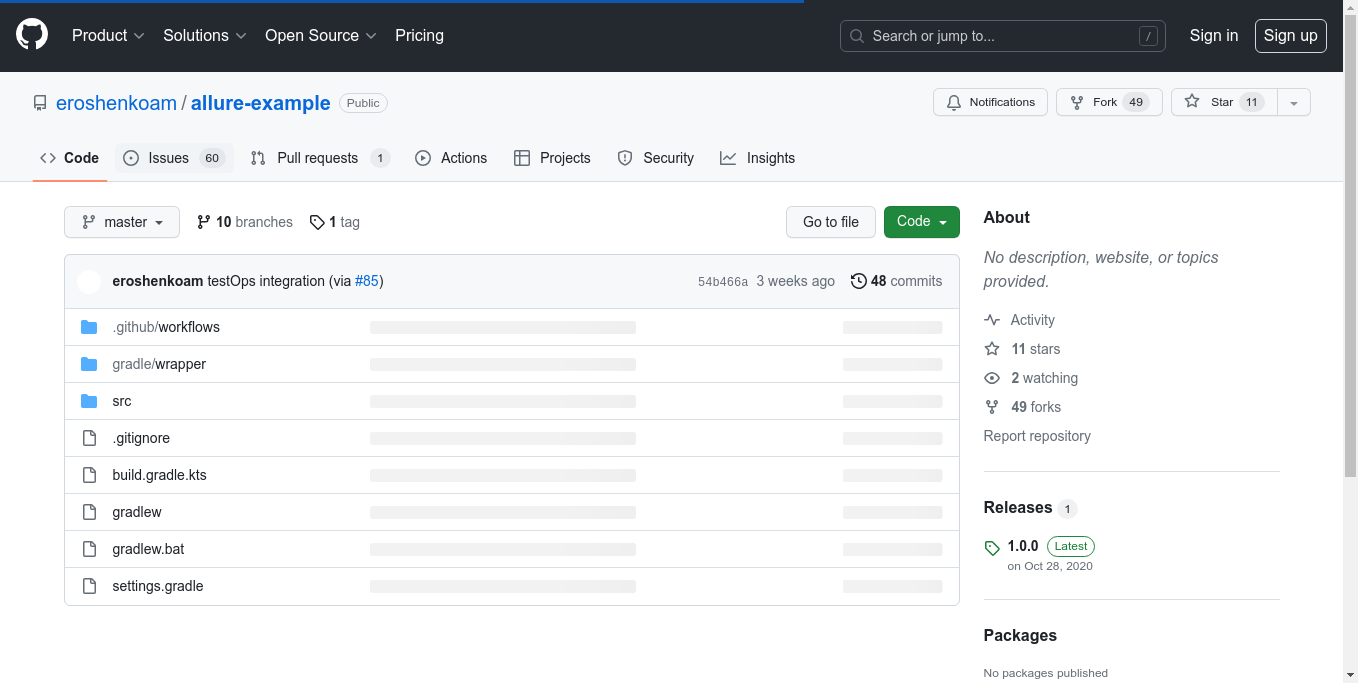 Product Solutions Open Source Pricing Search or jump to... / Sign in Sign up
eroshenkoam / allure-example Public Notifications Fork 49 Star 11
Code Issues 60 Pull requests 1 Actions Projects Security Insights
master 10 branches 1 tag Go to file Code
eroshenkoam testOps integration (via #85) 54b466a 3 weeks ago 48 commits
.github/workflows
gradle/wrapper
src
.gitignore
build.gradle.kts
gradlew
gradlew.bat
settings.gradle
About
No description, website, or topics
provided.
Activity
11 stars
2 watching
49 forks
Report repository
Releases 1
1.0.0 Latest
on Oct 28, 2020
Packages
No packages published